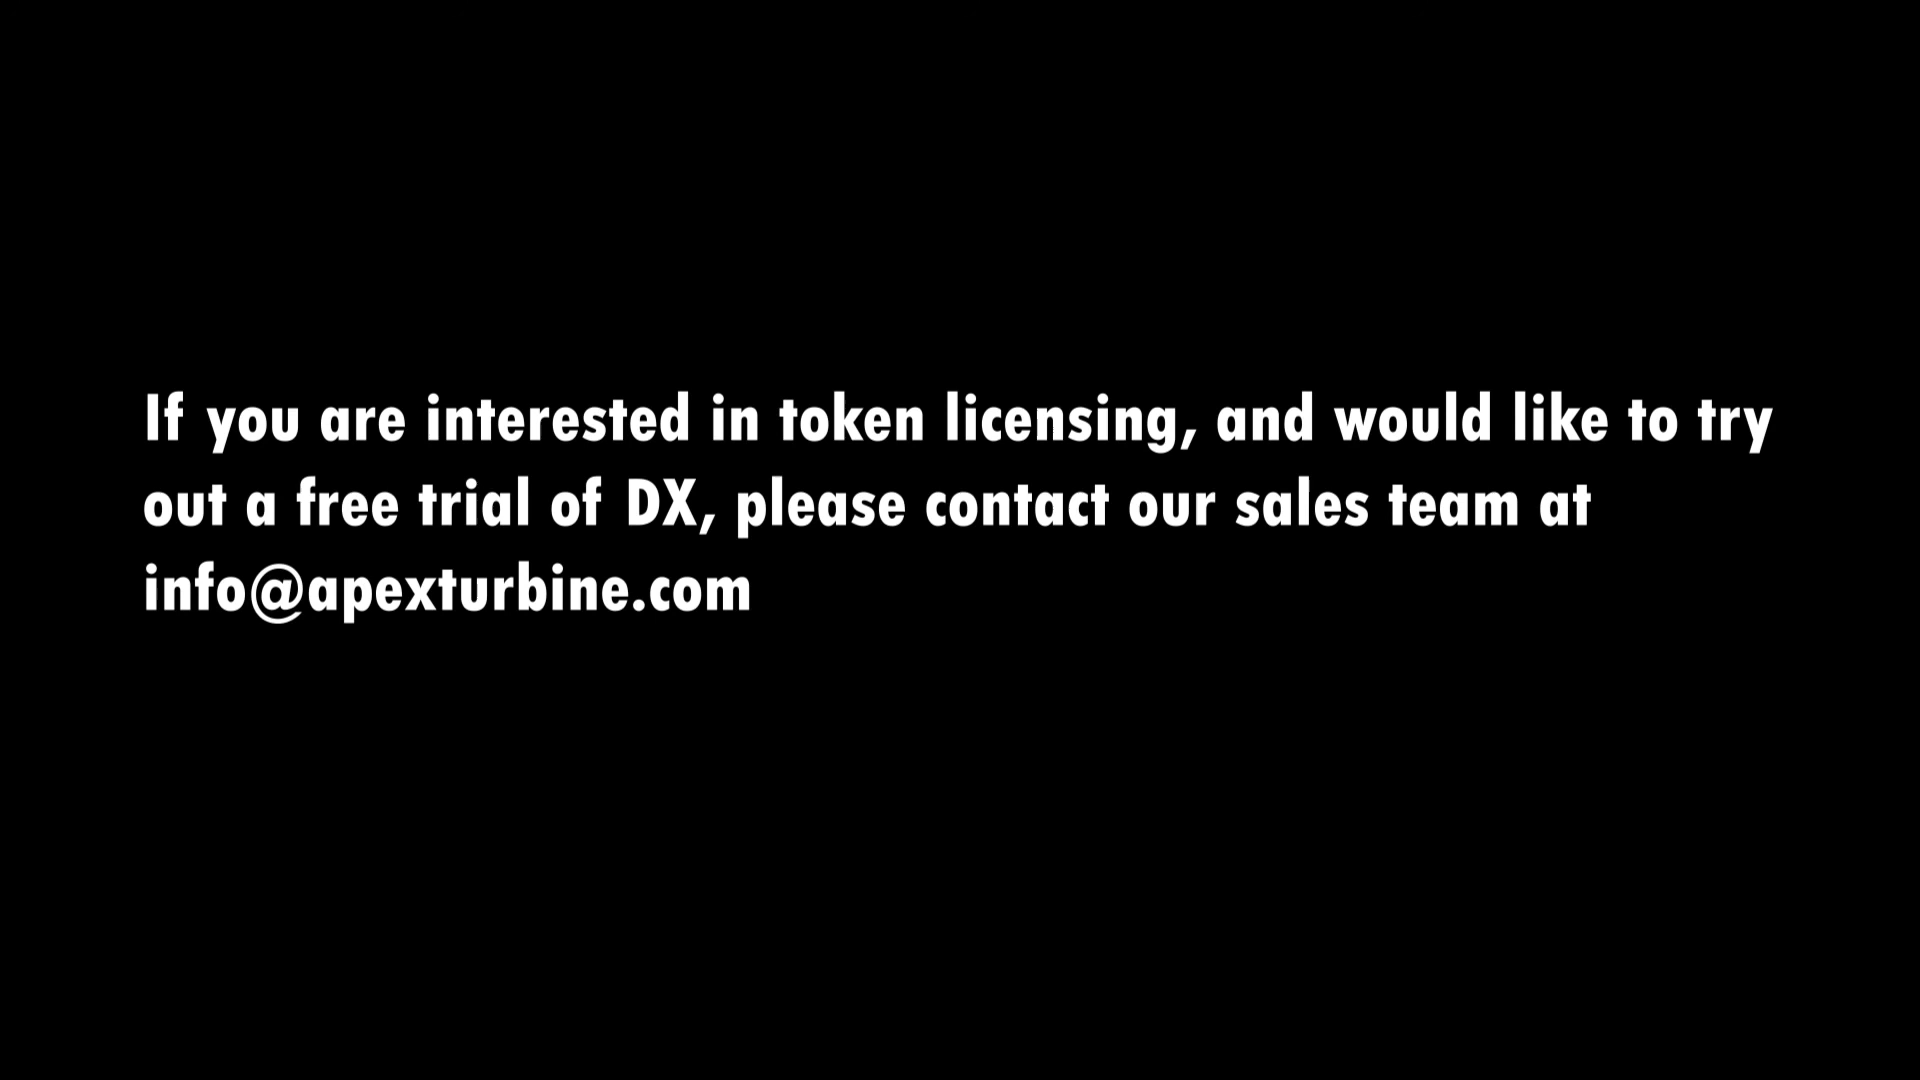 If you are interested in token licensing, and would like to try
out a free trial of DX, please contact our sales team at
info@apexturbine.com